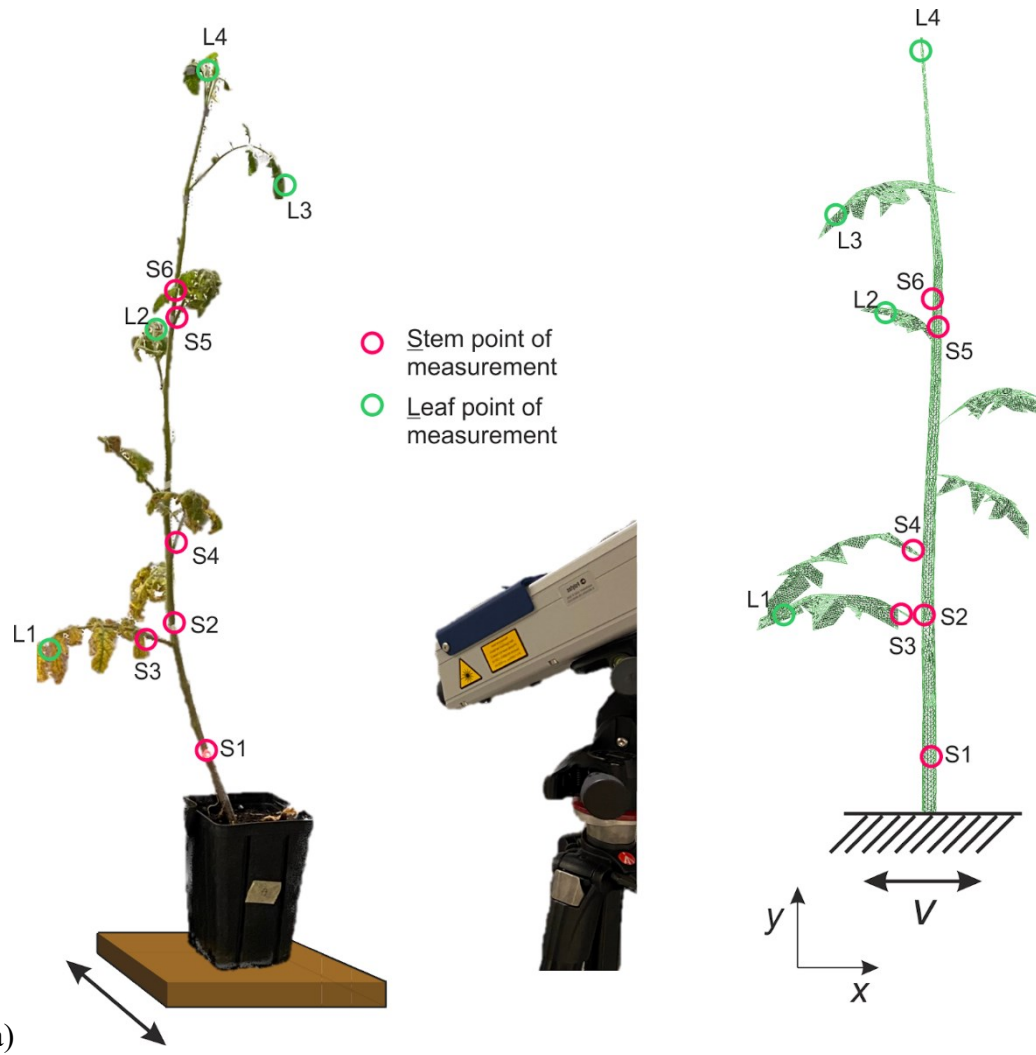 L4
L3
S6
L2
S5
S4
L1
S2
S3
S1
Stem point of
measurement
Leaf point of
measurement
L4
L3
S6
L2
S5
S4
L1
S3
S2
S1
V
y
x
)